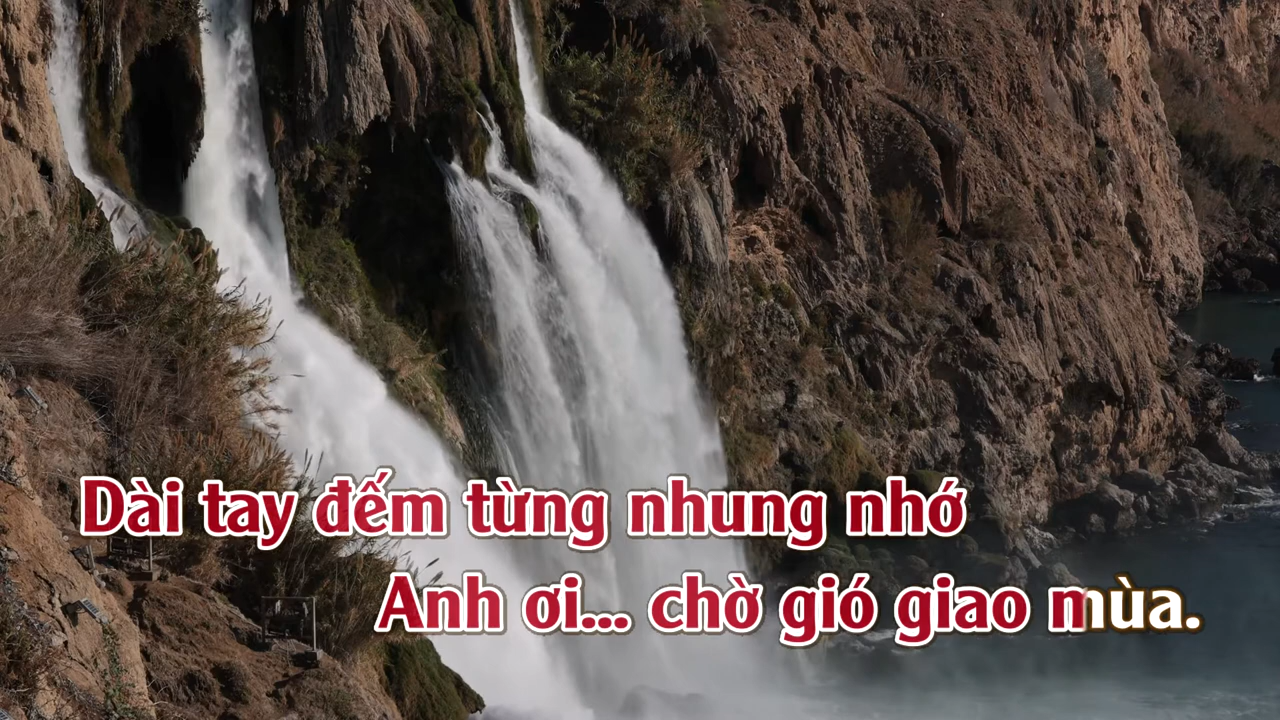 Dài tay đếm từng nhung nhớ
Anh ơi... chờ gió giao mùa.